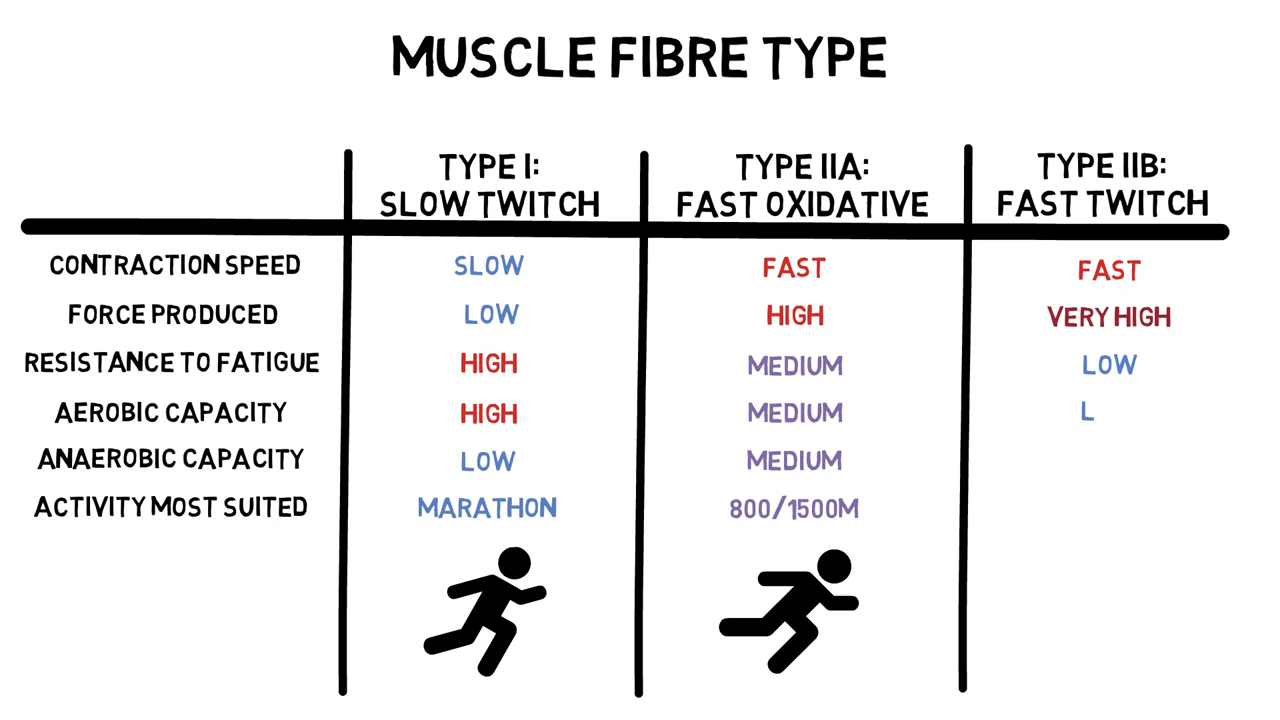 MUSCLE FIBRE TYPE
TYPE I:
SLOW TWITCH
TYPE IIA:
FAST OXIDATIVE
TYPE IIB:
FAST TWITCH
CONTRACTION SPEED SLOW FAST FAST
FORCE PRODUCED LOW HIGH VERY HIGH
RESISTANCE TO FATIGUE HIGH MEDIUM LOW
AEROBIC CAPACITY HIGH MEDIUM L
ANAEROBIC CAPACITY LOW MEDIUM
ACTIVITY MOST SUITED MARATHON 800/1500M